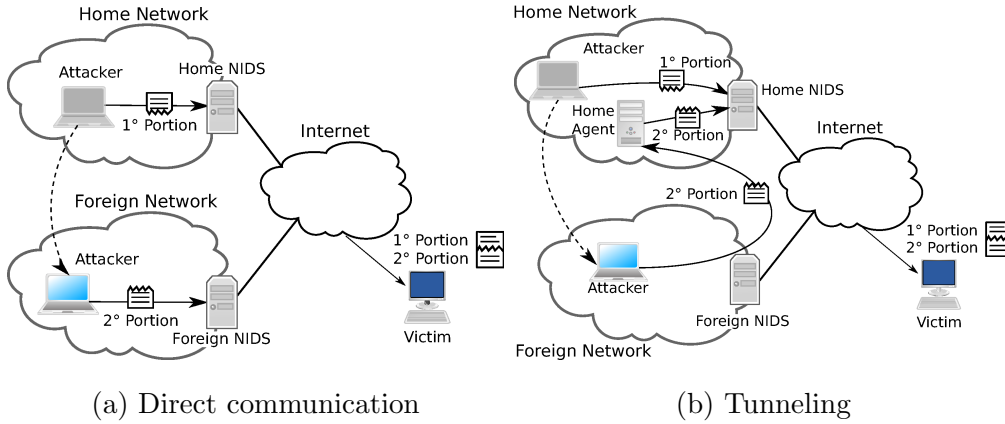 Home Network
Attacker
Home NIDS
1° Portion
Internet
Foreign Network
Attacker
2° Portion
Foreign NIDS
1° Portion
2° Portion
Victim
(a) Direct communication
Home Network
Attacker
1° Portion
Home NIDS
Home
Agent
2° Portion
Internet
2° Portion
Attacker
Foreign NIDS
Foreign Network
1° Portion
2° Portion
Victim
(b) Tunneling